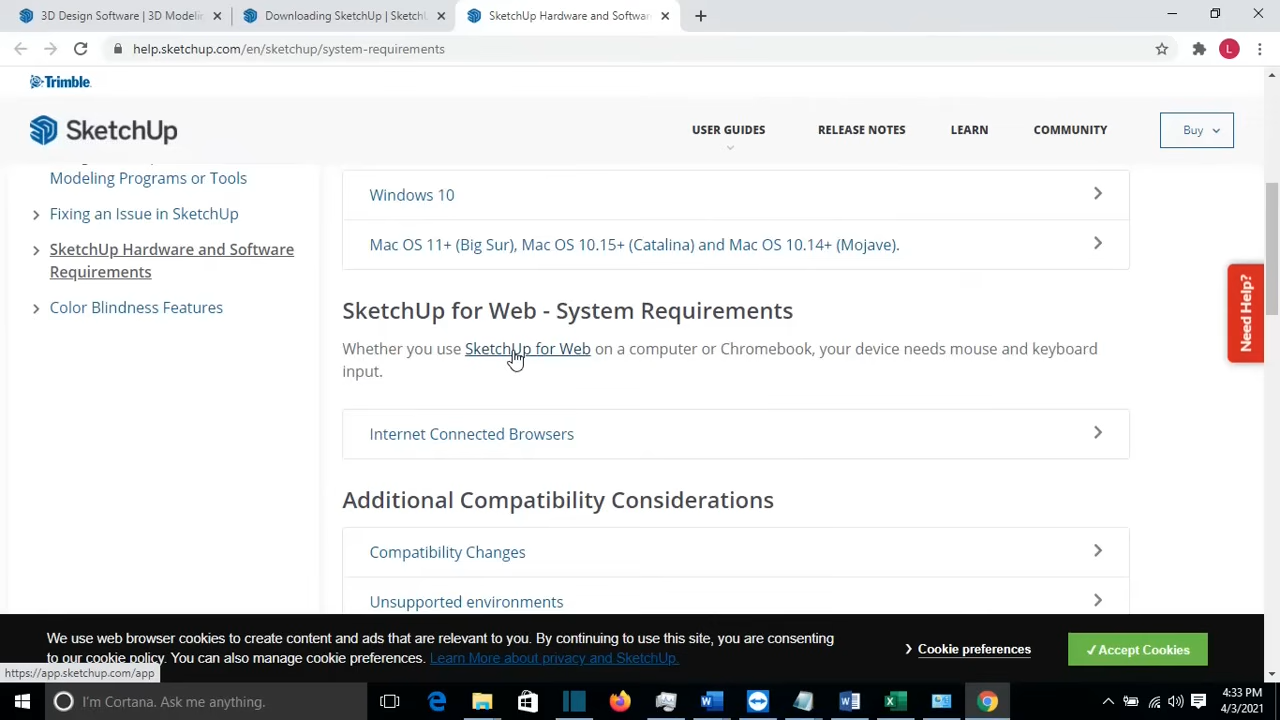 3D Design Software | 3D Modeli
Downloading SketchUp | Sketch
SketchUp Hardware and Softwar
help.sketchup.com/en/sketchup/system-requirements
L
Trimble
SketchUp
USER GUIDES
RELEASE NOTES
LEARN
COMMUNITY
Buy
Modeling Programs or Tools
Fixing an Issue in SketchUp
SketchUp Hardware and Software
Requirements
Color Blindness Features
Windows 10
Mac OS 11+ (Big Sur), Mac OS 10.15+ (Catalina) and Mac OS 10.14+ (Mojave).
SketchUp for Web - System Requirements
Whether you use SketchUp for Web on a computer or Chromebook, your device needs mouse and keyboard
input.
Internet Connected Browsers
Additional Compatibility Considerations
Compatibility Changes
Unsupported environments
Need Help?
We use web browser cookies to create content and ads that are relevant to you. By continuing to use this site, you are consenting
to our cookie policy. You can also manage cookie preferences. Learn More about privacy and SketchUp.
Cookie preferences
✓Accept Cookies
https://app.sketchup.com/app
I'm Cortana. Ask me anything.
4:33 PM
4/3/2021